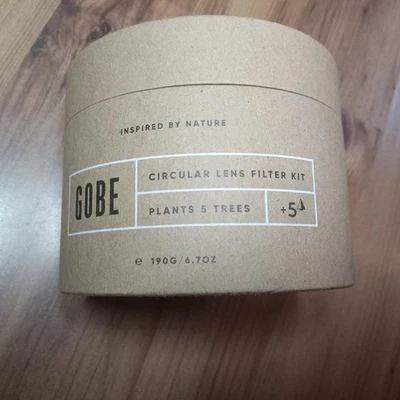 INSPIRED BY NATURE
GOBE
CIRCULAR LENS FILTER KIT
PLANTS 5 TREES
+5
℮ 190G/6.7OZ